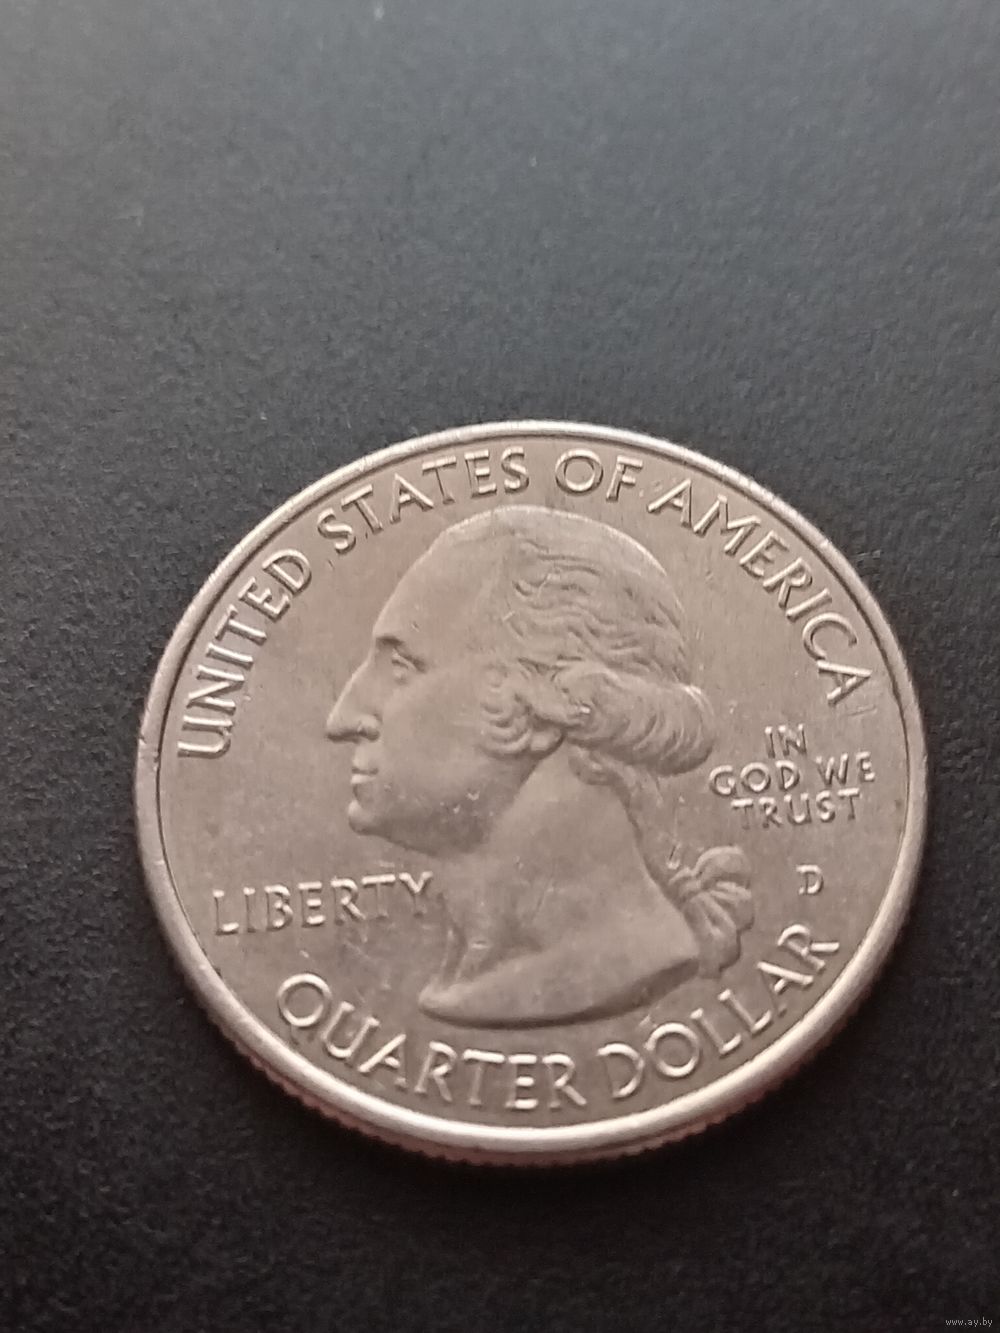 UNITED STATES OF AMERICA
IN
GOD WE
TRUST
LIBERTY
D
QUARTER DOLLAR
www.ay.by